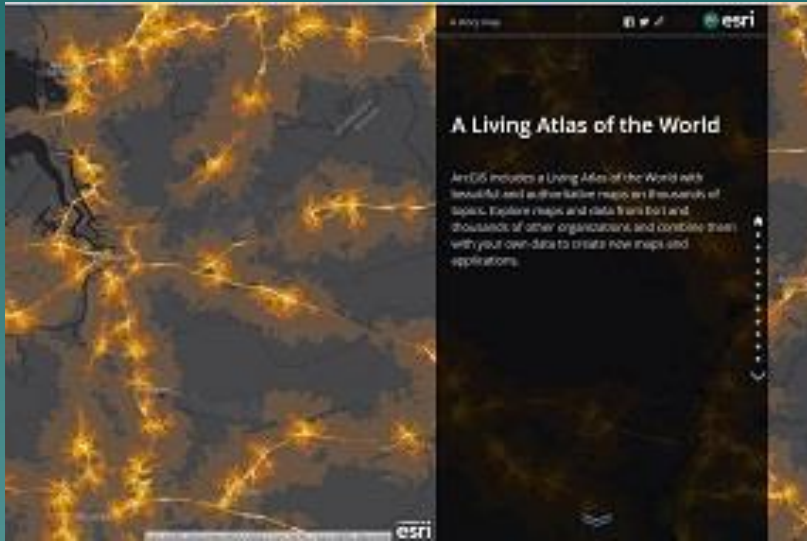 A story map
esri
A Living Atlas of the World
ArcGIS includes a Living Atlas of the World with
beautiful and authoritative maps on thousands of
topics. Explore maps and data from Esri and
thousands of other organizations and combine them
with your own data to create new maps and
applications.
esri